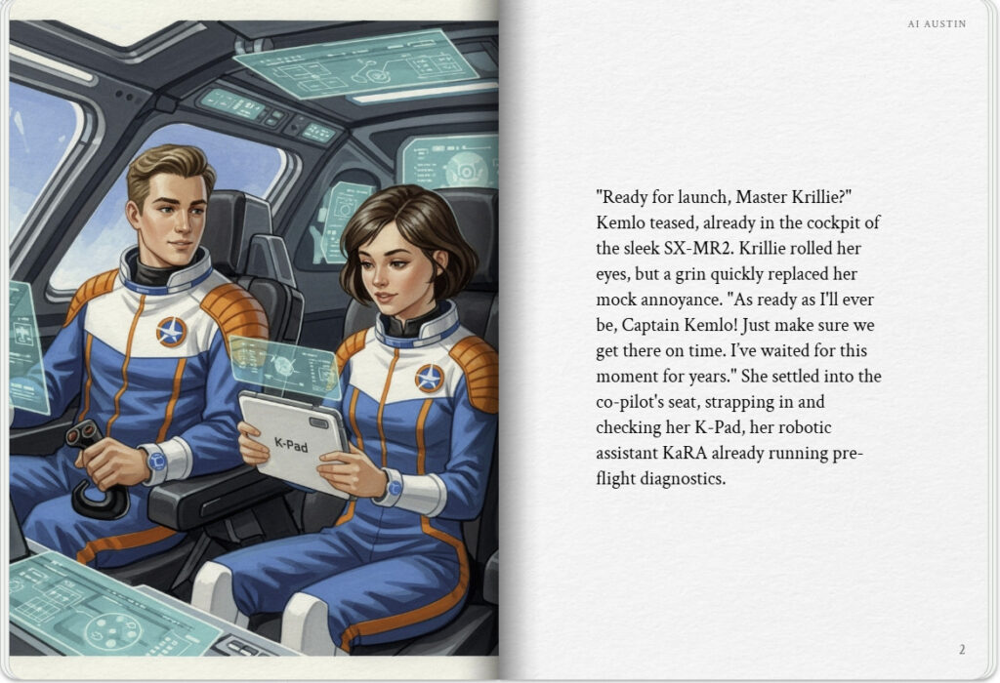 AI AUSTIN
K-Pad
"Ready for launch, Master Krillie?"
Kemlo teased, already in the cockpit of
the sleek SX-MR2. Krillie rolled her
eyes, but a grin quickly replaced her
mock annoyance. "As ready as I'll ever
be, Captain Kemlo! Just make sure we
get there on time. I've waited for this
moment for years." She settled into the
co-pilot's seat, strapping in and
checking her K-Pad, her robotic
assistant KaRA already running pre-
flight diagnostics.
2